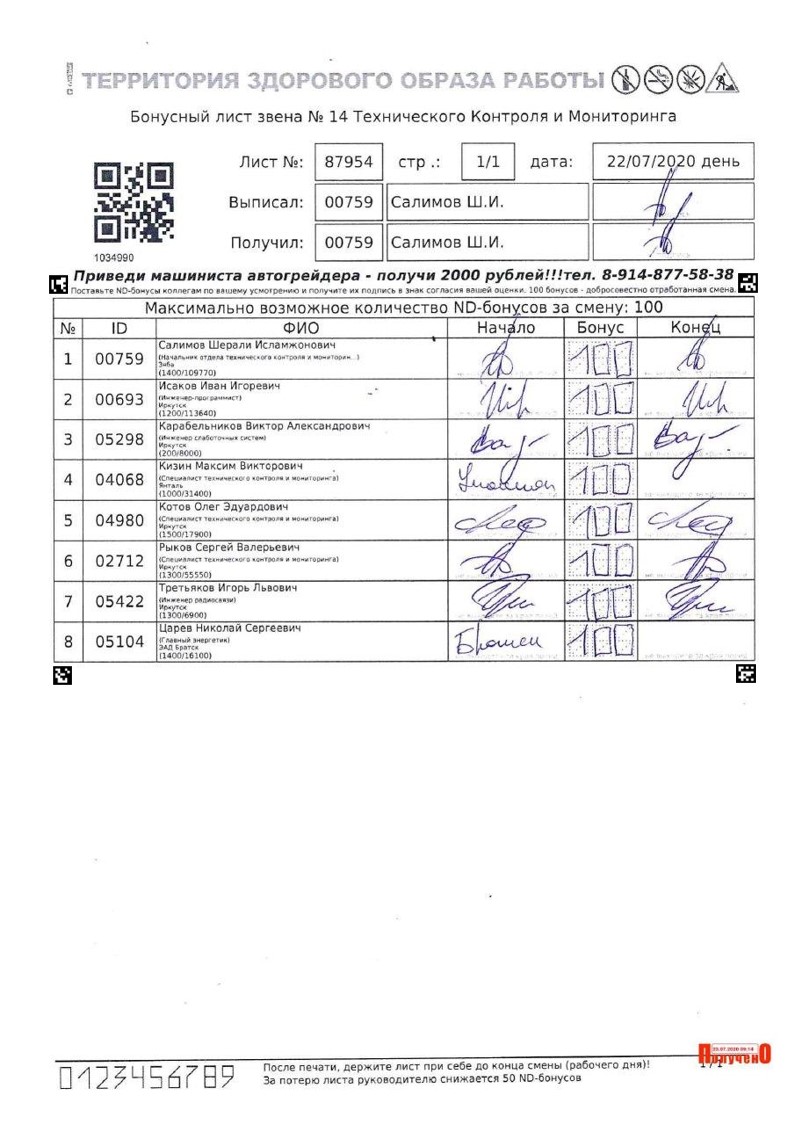 ТЕРРИТОРИЯ ЗДОРОВОГО ОБРАЗА РАБОТЫ
Бонусный лист звена № 14 Технического Контроля и Мониторинга
Лист №: 87954 стр .: 1/1 дата: 22/07/2020 день
Выписал: 00759 Салимов Ш.И.
Получил: 00759 Салимов Ш.И.
1034990
Приведи машиниста автогрейдера - получи 2000 рублей!!!тел. 8-914-877-58-38
Поставьте ND-бонусы коллегам по вашему усмотрению и получите их подпись в знак согласия вашей оценки. 100 бонусов - добросовестно отработанная смена.
Максимально возможное количество ND-бонусов за смену: 100
№ ID ФИО Начало Бонус Конец
1 00759 Салимов Шерали Исламжонович 100
(Начальник отдела технического контроля и мониторин...)
Эаба
(1400/109770)
2 00693 Исаков Иван Игоревич 100
(Инженер-программист)
Иркутск
(1200/113640)
3 05298 Карабельников Виктор Александрович 100
(Инженер слаботочных систем)
Иркутск
(200/8000)
4 04068 Кизин Максим Викторович 100
(Специалист технического контроля и мониторинга)
Янталь
(1000/31400)
5 04980 Котов Олег Эдуардович 100
(Специалист технического контроля и мониторинга)
Иркутск
(1500/17900)
6 02712 Рыков Сергей Валерьевич 100
(Специалист технического контроля и мониторинга)
Иркутск
(1300/55550)
7 05422 Третьяков Игорь Львович 100
(Инженер радиосвязи)
Иркутск
(1300/6900)
8 05104 Царев Николай Сергеевич 100
(Главный энергетик)
ЗАД Братск
(1400/16100)
0123456789
После печати, держите лист при себе до конца смены (рабочего дня)!
За потерю листа руководителю снижается 50 ND-бонусов
1/1
ПолученО